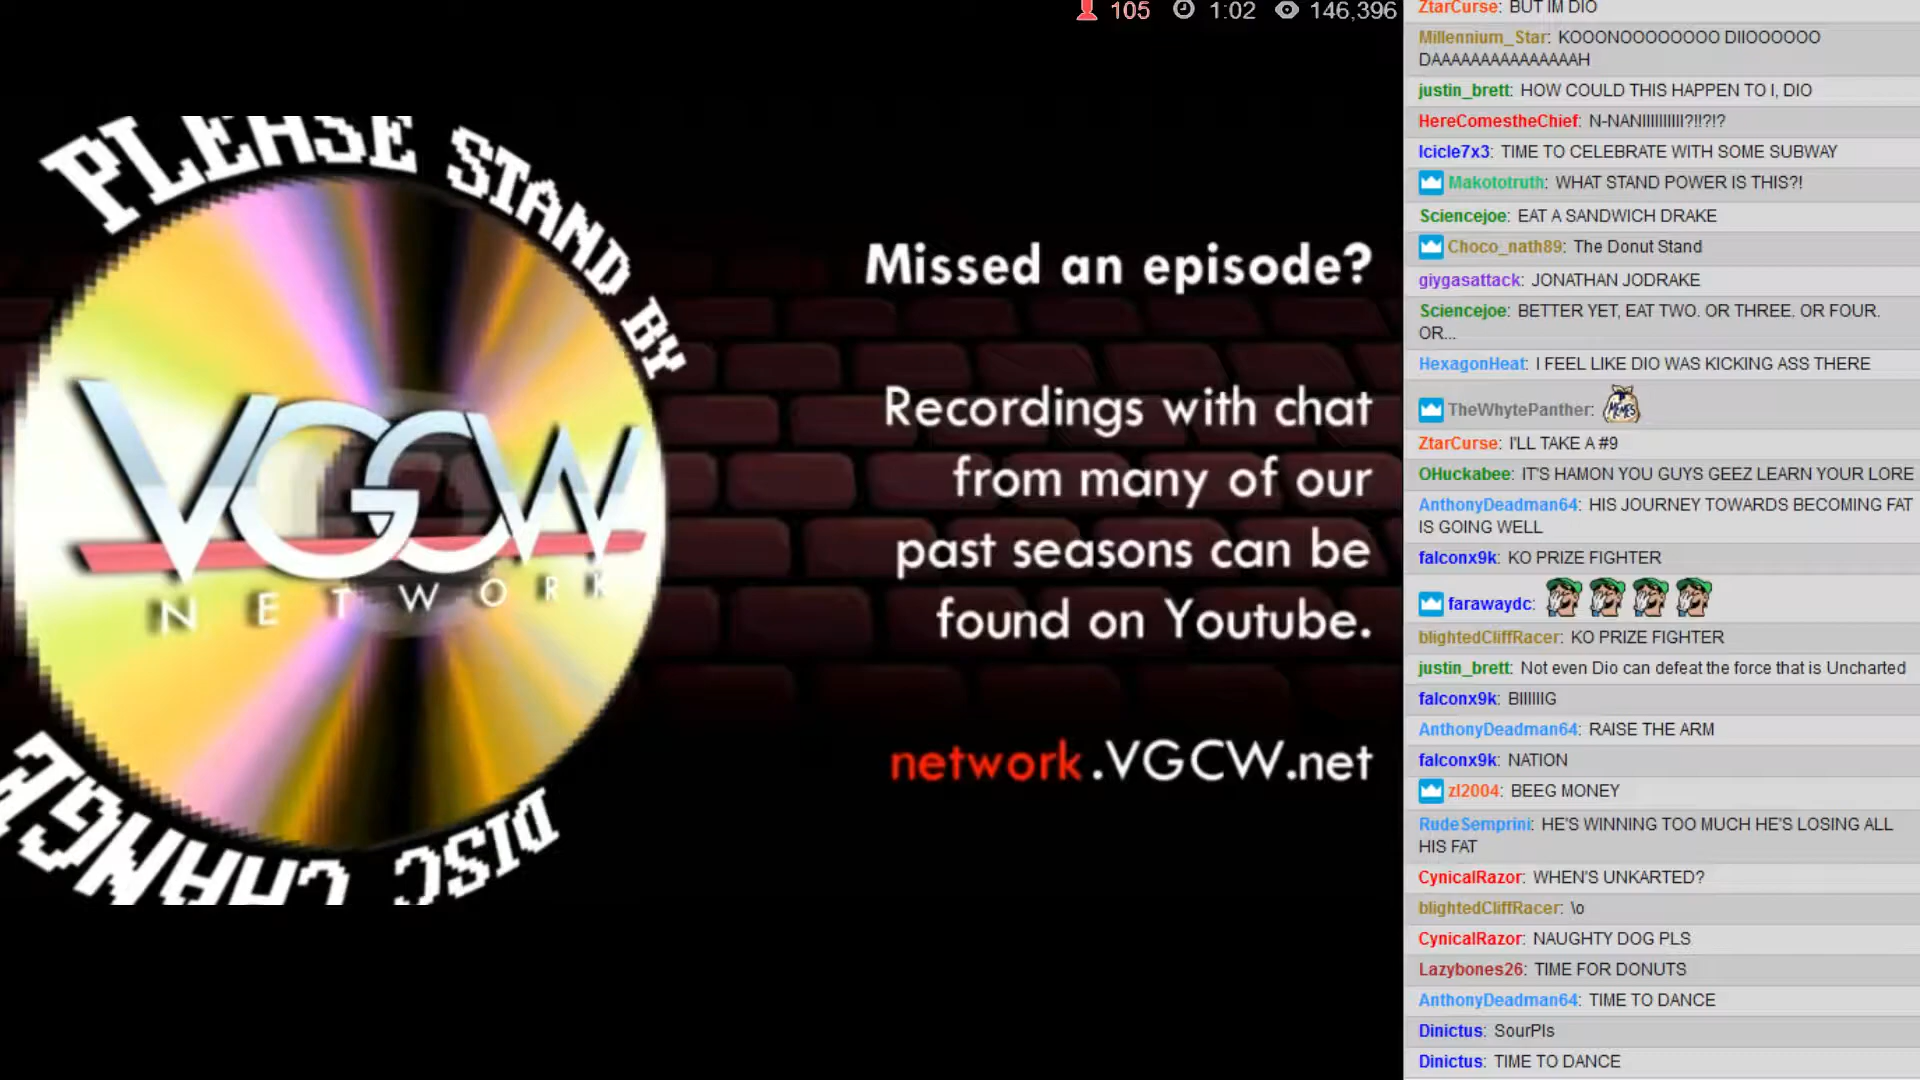 105 1:02 146,396
PLEASE STAND BY
VGCW
NETWORK
DISC CHANGE
Missed an episode?
Recordings with chat
from many of our
past seasons can be
found on Youtube.
network.VGCW.net
ZtarCurse: BUT IM DIO
Millennium_Star: KOOONOOOOOOOO DIIOOOOOO
DAAAAAAAAAAAAAAAH
justin_brett: HOW COULD THIS HAPPEN TO I, DIO
HereComestheChief: N-NANIIIIIIIIII?!!?!?
Icicle7x3: TIME TO CELEBRATE WITH SOME SUBWAY
Makototruth: WHAT STAND POWER IS THIS?!
Sciencejoe: EAT A SANDWICH DRAKE
Choco_nath89: The Donut Stand
giygasattack: JONATHAN JODRAKE
Sciencejoe: BETTER YET, EAT TWO. OR THREE. OR FOUR.
OR...
HexagonHeat: I FEEL LIKE DIO WAS KICKING ASS THERE
TheWhytePanther: MEMES
ZtarCurse: I'LL TAKE A #9
OHuckabee: IT'S HAMON YOU GUYS GEEZ LEARN YOUR LORE
AnthonyDeadman64: HIS JOURNEY TOWARDS BECOMING FAT
IS GOING WELL
falconx9k: KO PRIZE FIGHTER
farawaydc:
blightedCliffRacer: KO PRIZE FIGHTER
justin_brett: Not even Dio can defeat the force that is Uncharted
falconx9k: BIIIIIIG
AnthonyDeadman64: RAISE THE ARM
falconx9k: NATION
zl2004: BEEG MONEY
RudeSemprini: HE'S WINNING TOO MUCH HE'S LOSING ALL
HIS FAT
CynicalRazor: WHEN'S UNKARTED?
blightedCliffRacer: \o
CynicalRazor: NAUGHTY DOG PLS
Lazybones26: TIME FOR DONUTS
AnthonyDeadman64: TIME TO DANCE
Dinictus: SourPls
Dinictus: TIME TO DANCE